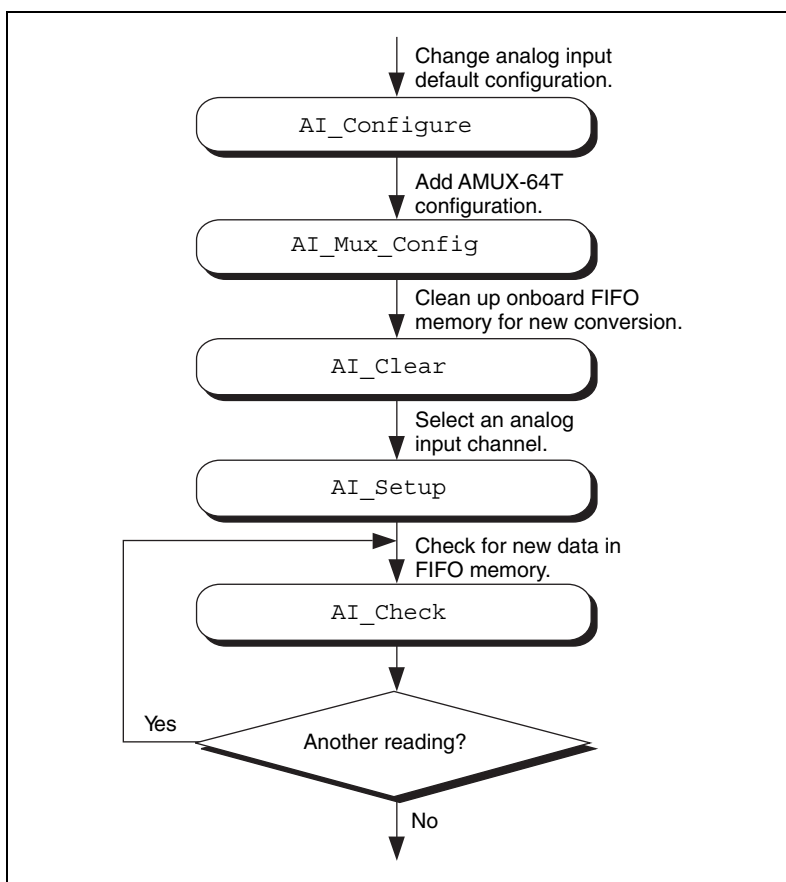 Change analog input
default configuration.
AI_Configure
Add AMUX-64T
configuration.
AI_Mux_Config
Clean up onboard FIFO
memory for new conversion.
AI_Clear
Select an analog
input channel.
AI_Setup
Check for new data in
FIFO memory.
AI_Check
Yes
Another reading?
No